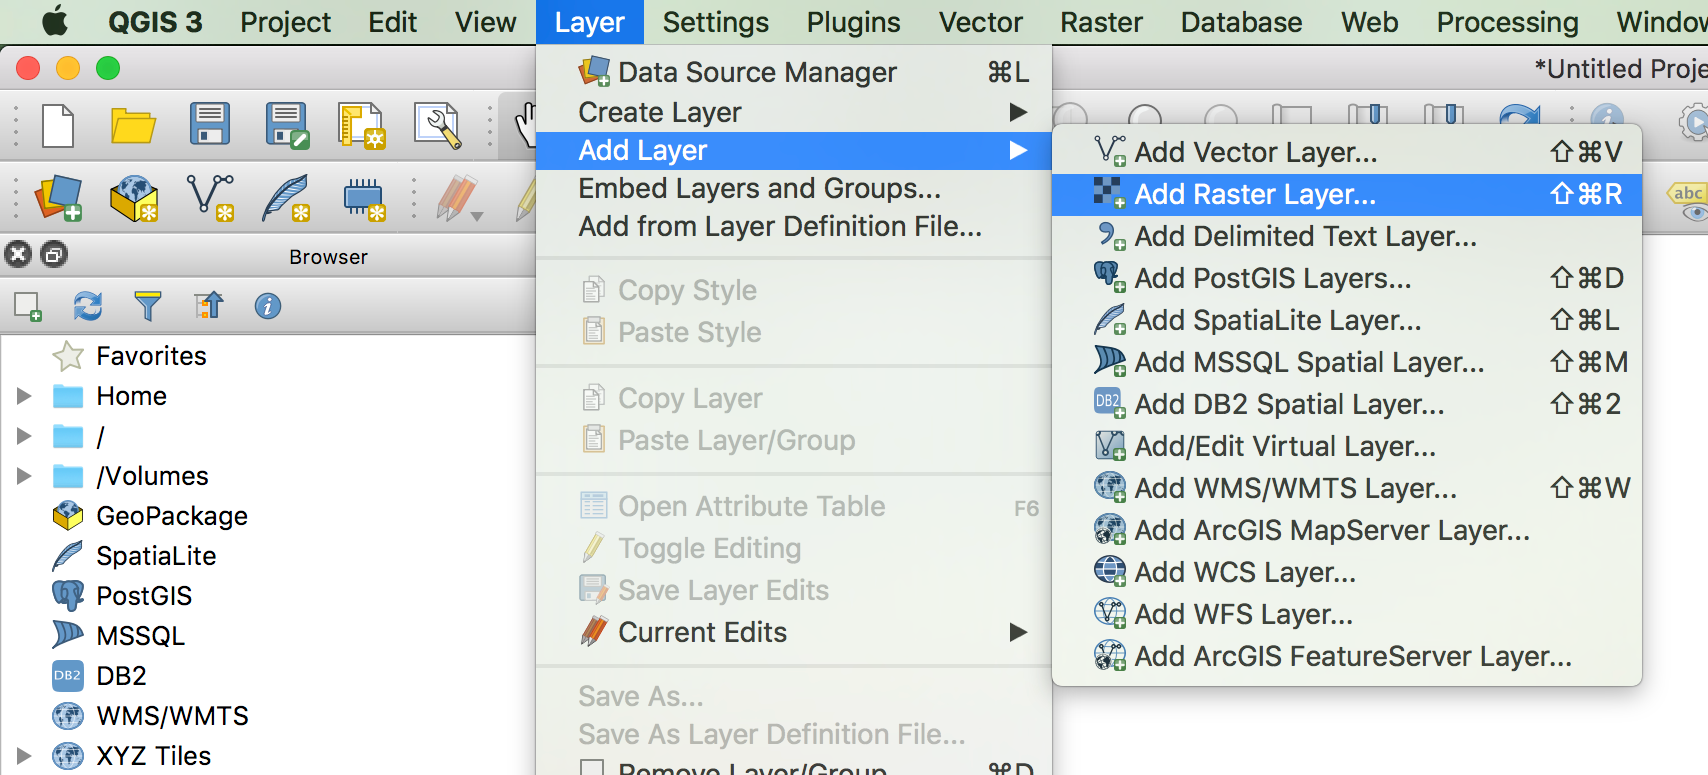 QGIS 3 Project Edit View Layer Settings Plugins Vector Raster Database Web Processing Window
*Untitled Proje
Data Source Manager ⌘L
Create Layer
Add Layer
Embed Layers and Groups...
Add from Layer Definition File...
Copy Style
Paste Style
Copy Layer
Paste Layer/Group
Open Attribute Table F6
Toggle Editing
Save Layer Edits
Current Edits
Save As...
Save As Layer Definition File...
Remove Layer/Group ⌘D
Add Vector Layer... ⇧⌘V
Add Raster Layer... ⇧⌘R
Add Delimited Text Layer...
Add PostGIS Layers... ⇧⌘D
Add SpatiaLite Layer... ⇧⌘L
Add MSSQL Spatial Layer... ⇧⌘M
DB2 Add DB2 Spatial Layer... ⇧⌘2
Add/Edit Virtual Layer...
Add WMS/WMTS Layer... ⇧⌘W
Add ArcGIS MapServer Layer...
Add WCS Layer...
Add WFS Layer...
Add ArcGIS FeatureServer Layer...
abc
Browser
Favorites
Home
/
/Volumes
GeoPackage
SpatiaLite
PostGIS
MSSQL
DB2 DB2
WMS/WMTS
XYZ Tiles